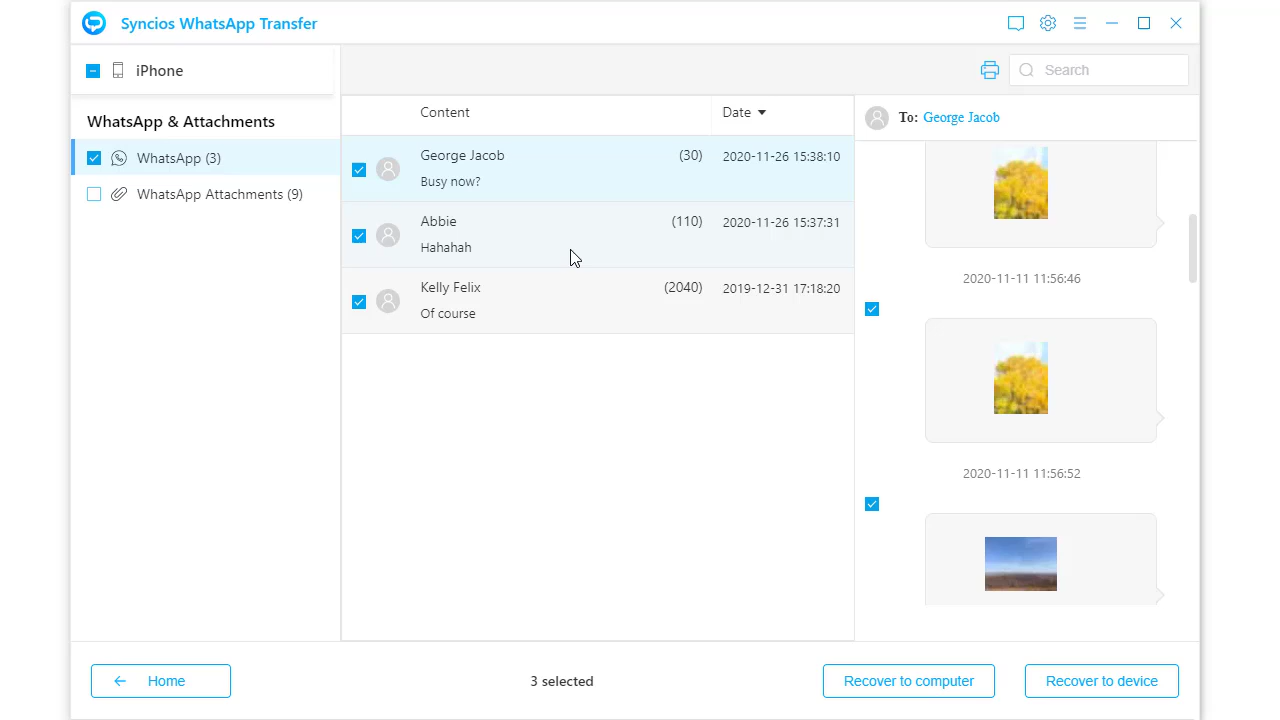 Syncios WhatsApp Transfer
iPhone
Search
WhatsApp & Attachments
WhatsApp (3)
WhatsApp Attachments (9)
Content
Date
George Jacob (30) 2020-11-26 15:38:10
Busy now?
Abbie (110) 2020-11-26 15:37:31
Hahahah
Kelly Felix (2040) 2019-12-31 17:18:20
Of course
To: George Jacob
2020-11-11 11:56:46
2020-11-11 11:56:52
Home
3 selected
Recover to computer
Recover to device